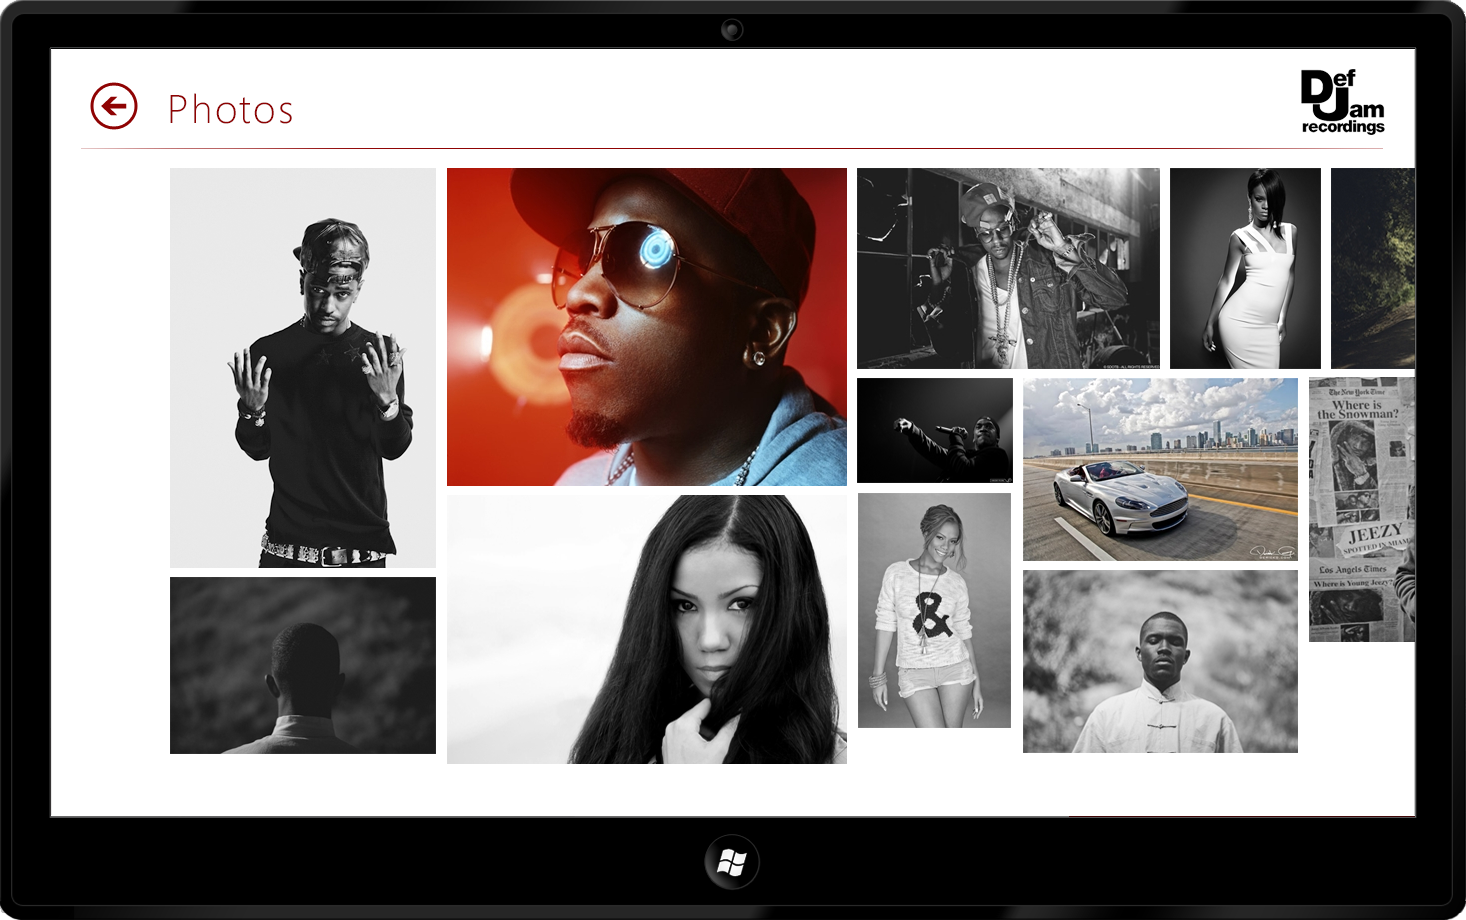 Photos
Def
Jam
recordings
The New York Times
Where is
the Snowman?
JEEZY
SPOTTED IN MIAMI
Los Angeles Times
Where is Young Jeezy?
&